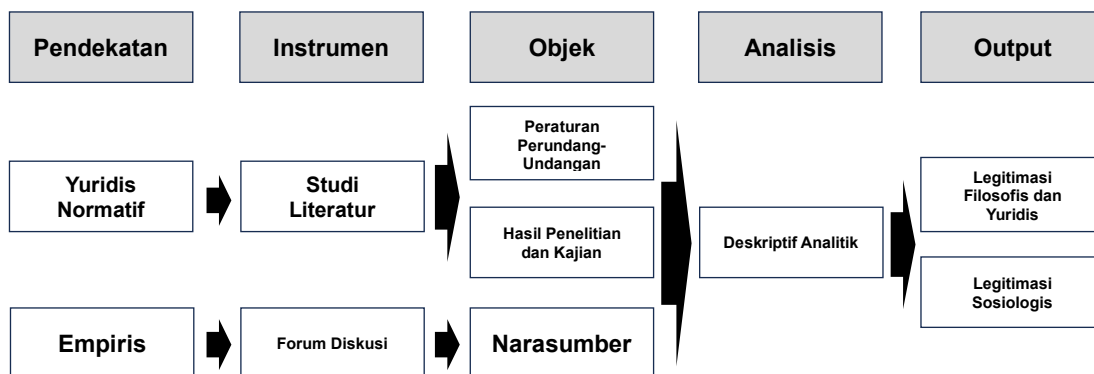 Pendekatan
Instrumen
Objek
Analisis
Output
Yuridis
Normatif
Studi
Literatur
Peraturan
Perundang-
Undangan
Hasil Penelitian
dan Kajian
Deskriptif Analitik
Legitimasi
Filosofis dan
Yuridis
Legitimasi
Sosiologis
Empiris
Forum Diskusi
Narasumber